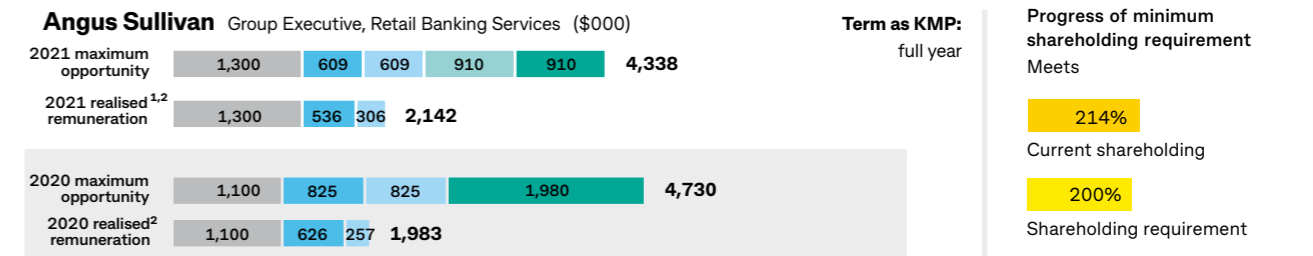 Angus Sullivan Group Executive, Retail Banking Services ($000)
Term as KMP:
full year
2021 maximum
opportunity
1,300 609 609 910 910 4,338
2021 realised 1,2
remuneration
1,300 536 306 2,142
2020 maximum
opportunity
1,100 825 825 1,980 4,730
2020 realised2
remuneration
1,100 626 257 1,983
Progress of minimum
shareholding requirement
Meets
214%
Current shareholding
200%
Shareholding requirement